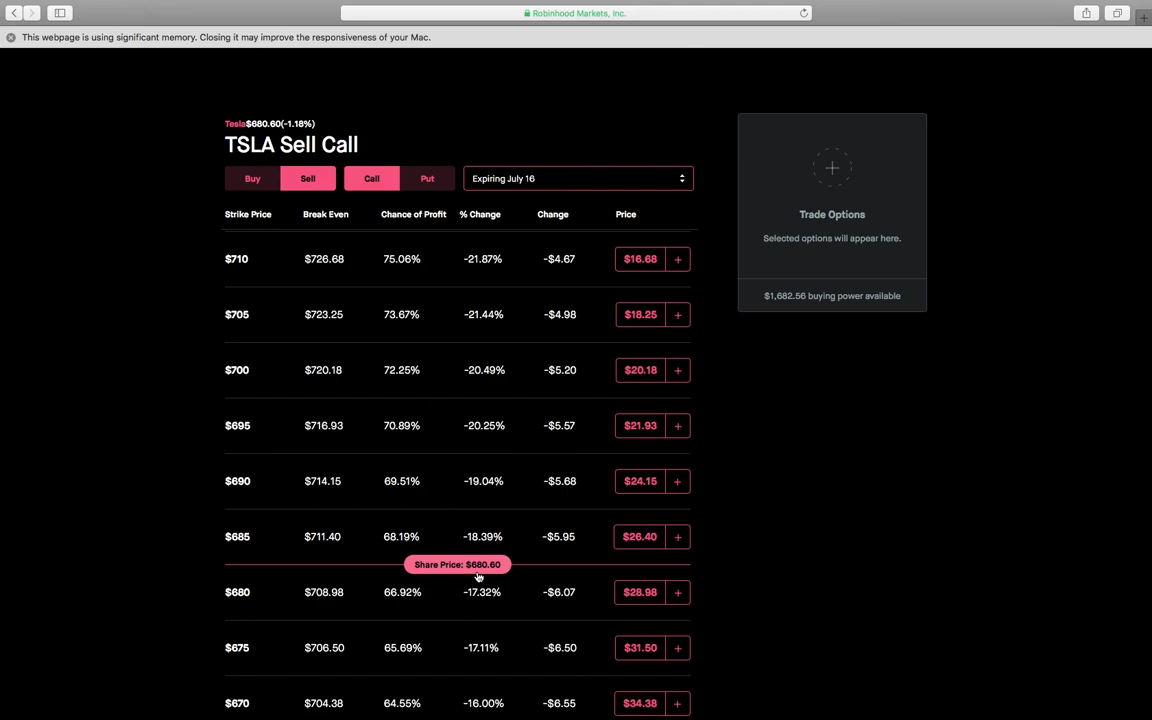 Robinhood Markets, Inc.
This webpage is using significant memory. Closing it may improve the responsiveness of your Mac.
Tesla$680.60(-1.18%)
TSLA Sell Call
Buy Sell Call Put Expiring July 16
Strike Price Break Even Chance of Profit % Change Change Price
$710 $726.68 75.06% -21.87% -$4.67 $16.68 +
$705 $723.25 73.67% -21.44% -$4.98 $18.25 +
$700 $720.18 72.25% -20.49% -$5.20 $20.18 +
$695 $716.93 70.89% -20.25% -$5.57 $21.93 +
$690 $714.15 69.51% -19.04% -$5.68 $24.15 +
$685 $711.40 68.19% -18.39% -$5.95 $26.40 +
Share Price: $680.60
$680 $708.98 66.92% -17.32% -$6.07 $28.98 +
$675 $706.50 65.69% -17.11% -$6.50 $31.50 +
$670 $704.38 64.55% -16.00% -$6.55 $34.38 +
Trade Options
Selected options will appear here.
$1,682.56 buying power available